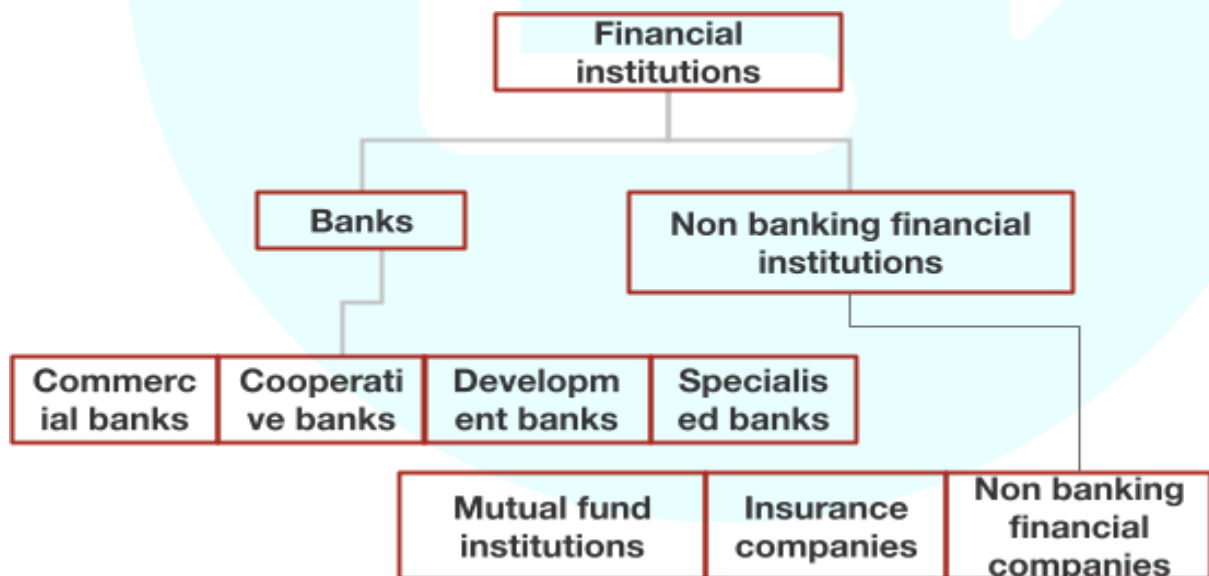 Financial
institutions
Banks
Non banking financial
institutions
Commerc
ial banks
Cooperati
ve banks
Developm
ent banks
Specialis
ed banks
Mutual fund
institutions
Insurance
companies
Non banking
financial
companies